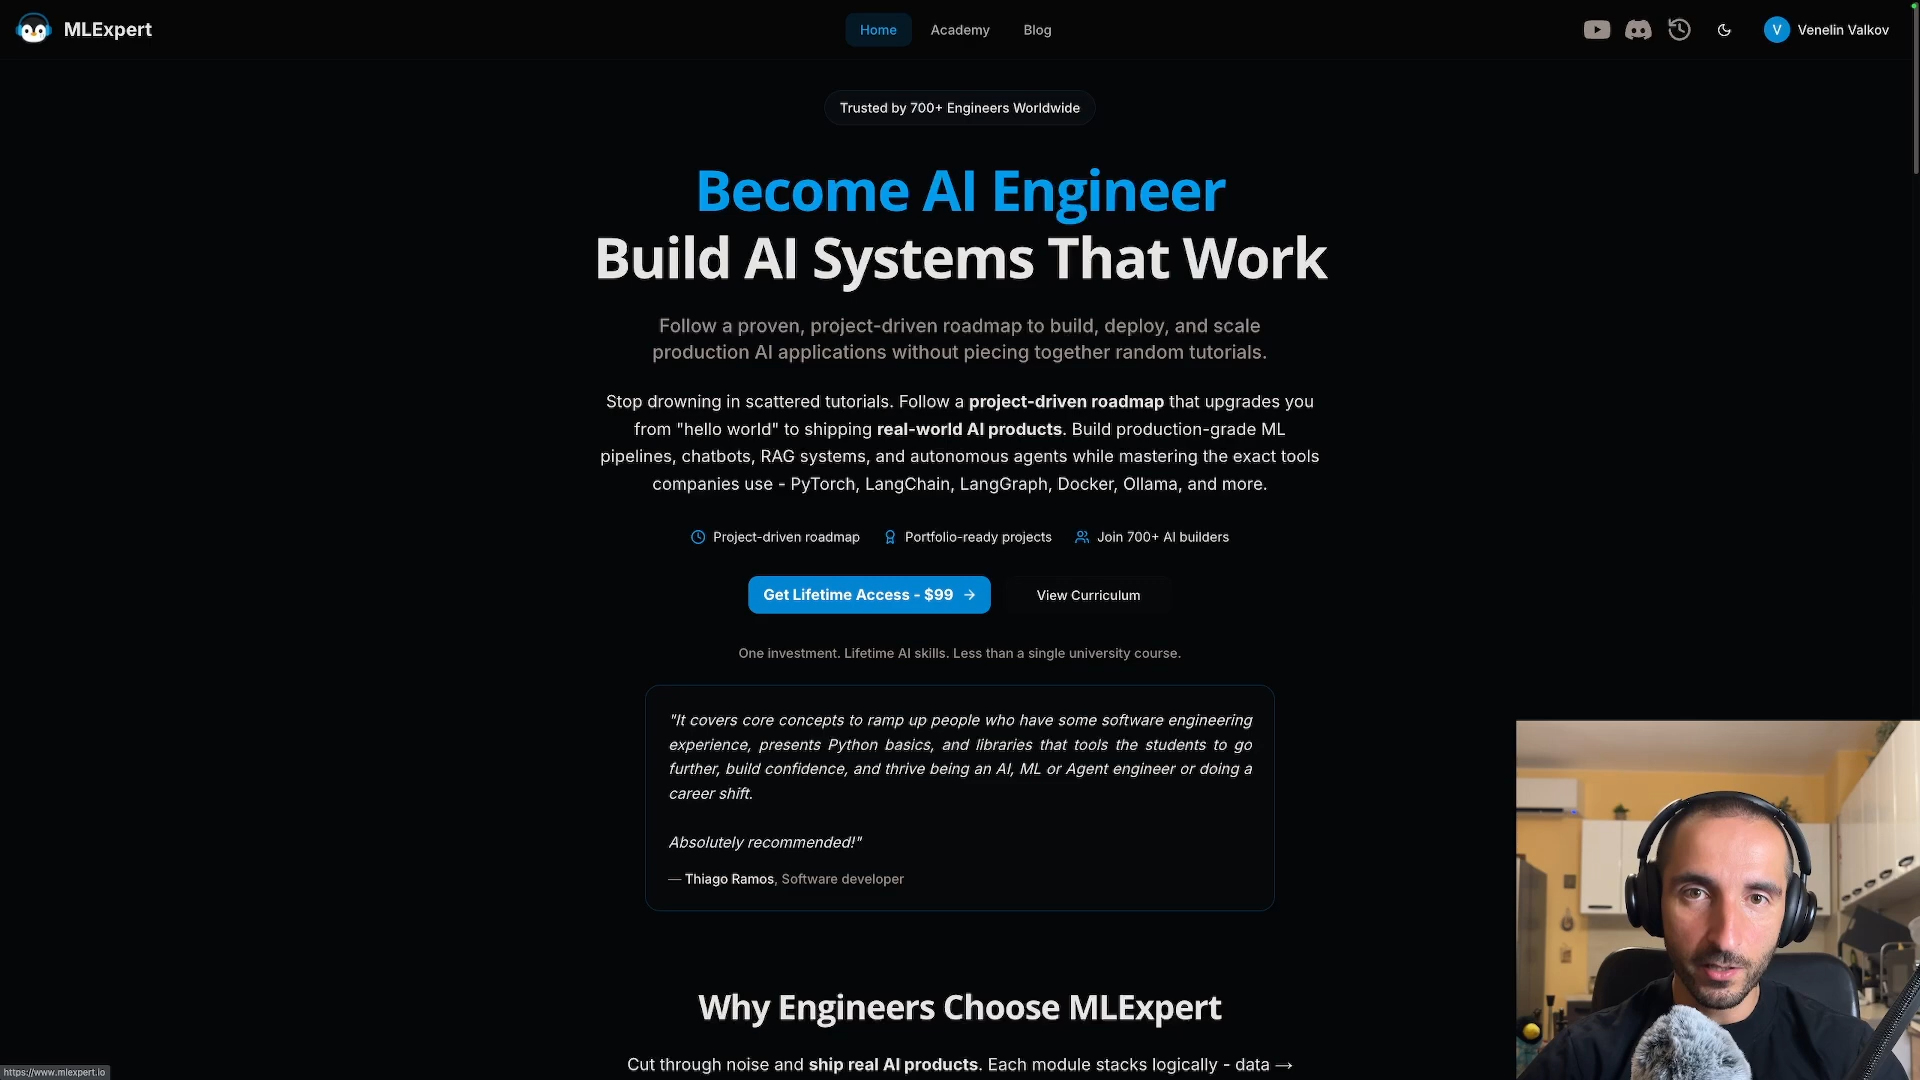 MLExpert
Home
Academy
Blog
V
Venelin Valkov
Trusted by 700+ Engineers Worldwide
Become AI Engineer
Build AI Systems That Work
Follow a proven, project-driven roadmap to build, deploy, and scale
production AI applications without piecing together random tutorials.
Stop drowning in scattered tutorials. Follow a project-driven roadmap that upgrades you
from "hello world" to shipping real-world AI products. Build production-grade ML
pipelines, chatbots, RAG systems, and autonomous agents while mastering the exact tools
companies use - PyTorch, LangChain, LangGraph, Docker, Ollama, and more.
Project-driven roadmap
Portfolio-ready projects
Join 700+ AI builders
Get Lifetime Access - $99 →
View Curriculum
One investment. Lifetime AI skills. Less than a single university course.
"It covers core concepts to ramp up people who have some software engineering
experience, presents Python basics, and libraries that tools the students to go
further, build confidence, and thrive being an AI, ML or Agent engineer or doing a
career shift.
Absolutely recommended!"
— Thiago Ramos, Software developer
Why Engineers Choose MLExpert
Cut through noise and ship real AI products. Each module stacks logically - data →
https://www.mlexpert.io